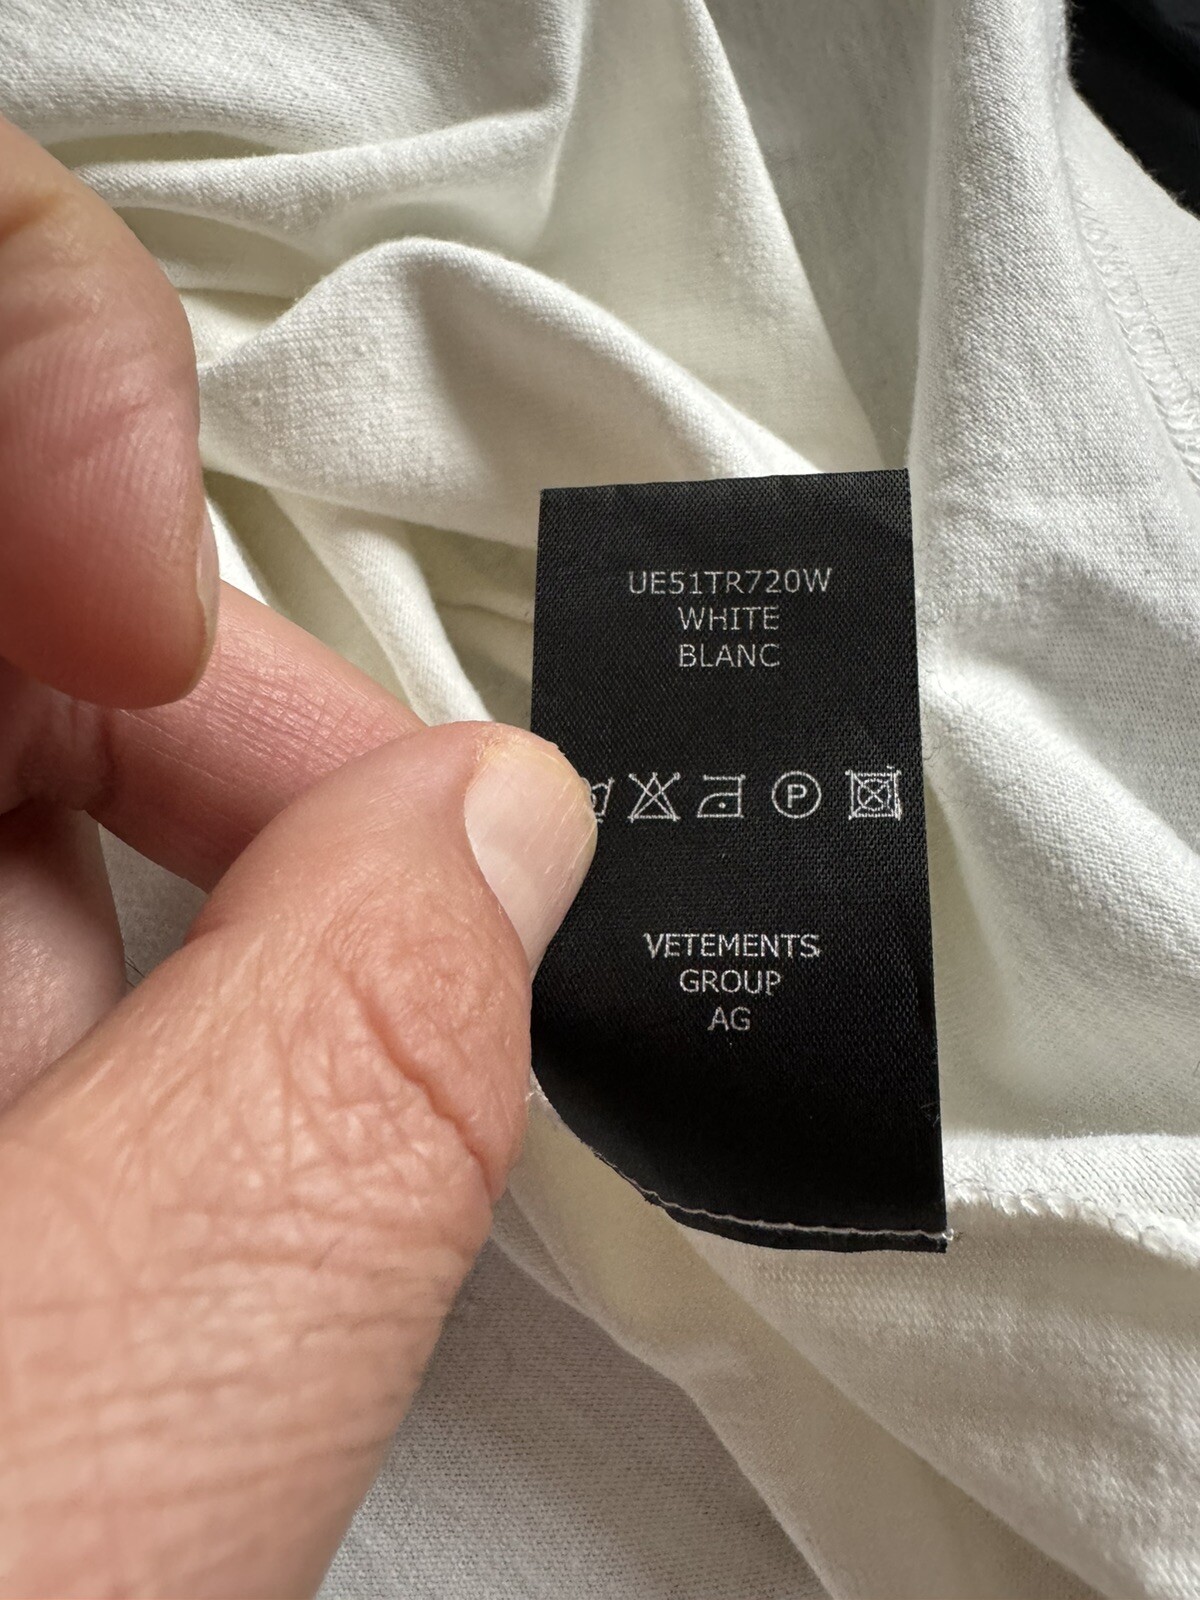 UE51TR720W
WHITE
BLANC
P
VETEMENTS
GROUP
AG